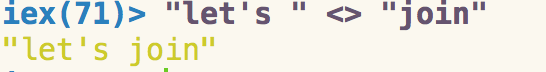 iex(71)> "let's " <> "join"
"let's join"